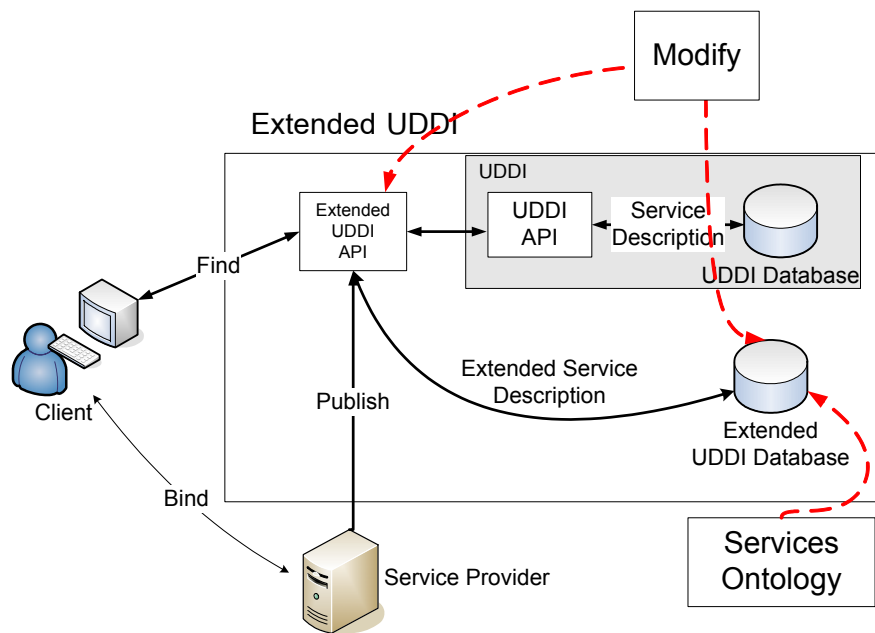 Modify
Extended UDDI
UDDI
Extended
UDDI
API
UDDI
API
Service
Description
UDDI Database
Find
Client
Publish
Extended Service
Description
Extended
UDDI Database
Bind
Service Provider
Services
Ontology